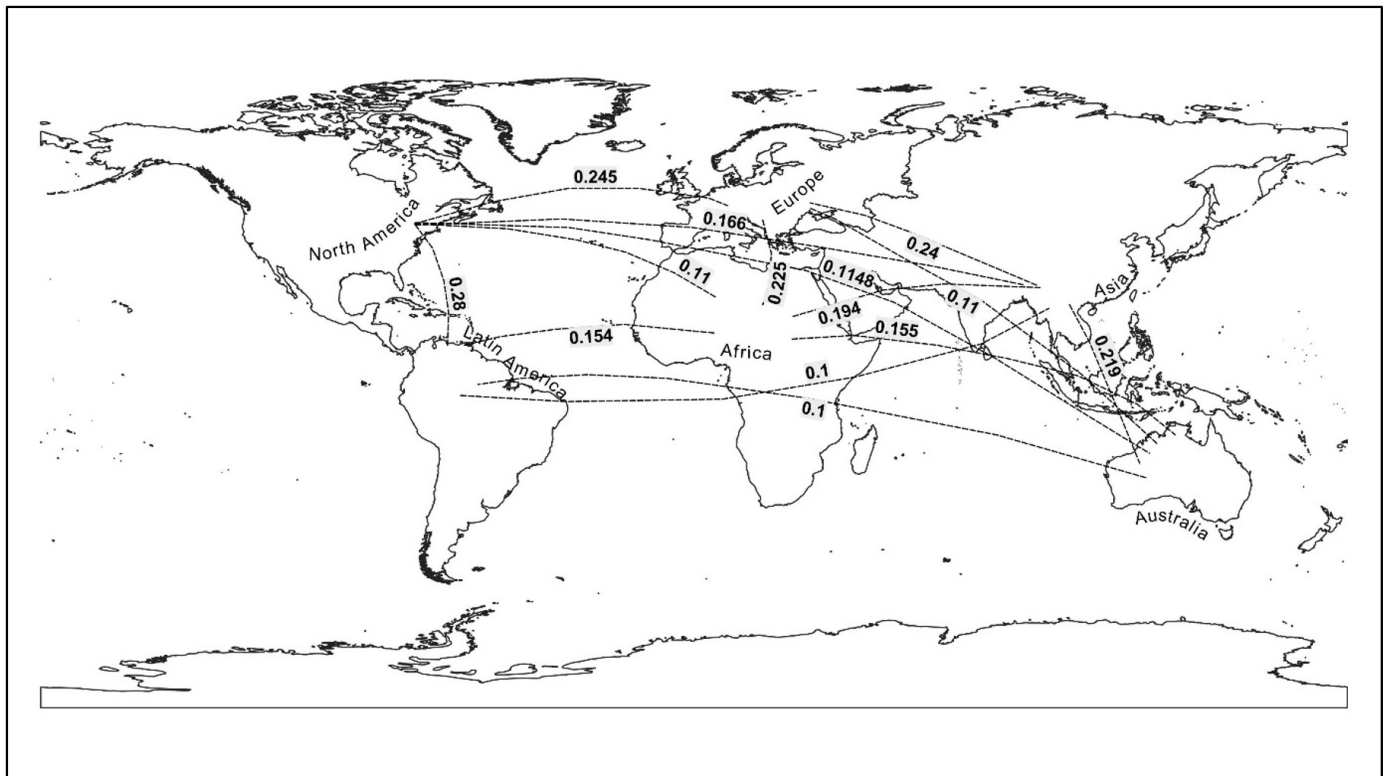 0.245
Europe
North America
0.166
0.24
0.11
0.225
0.1148
Asia
0.28
0.194
0.11
0.154
0.155
Latin America
Africa
0.219
0.1
0.1
Australia